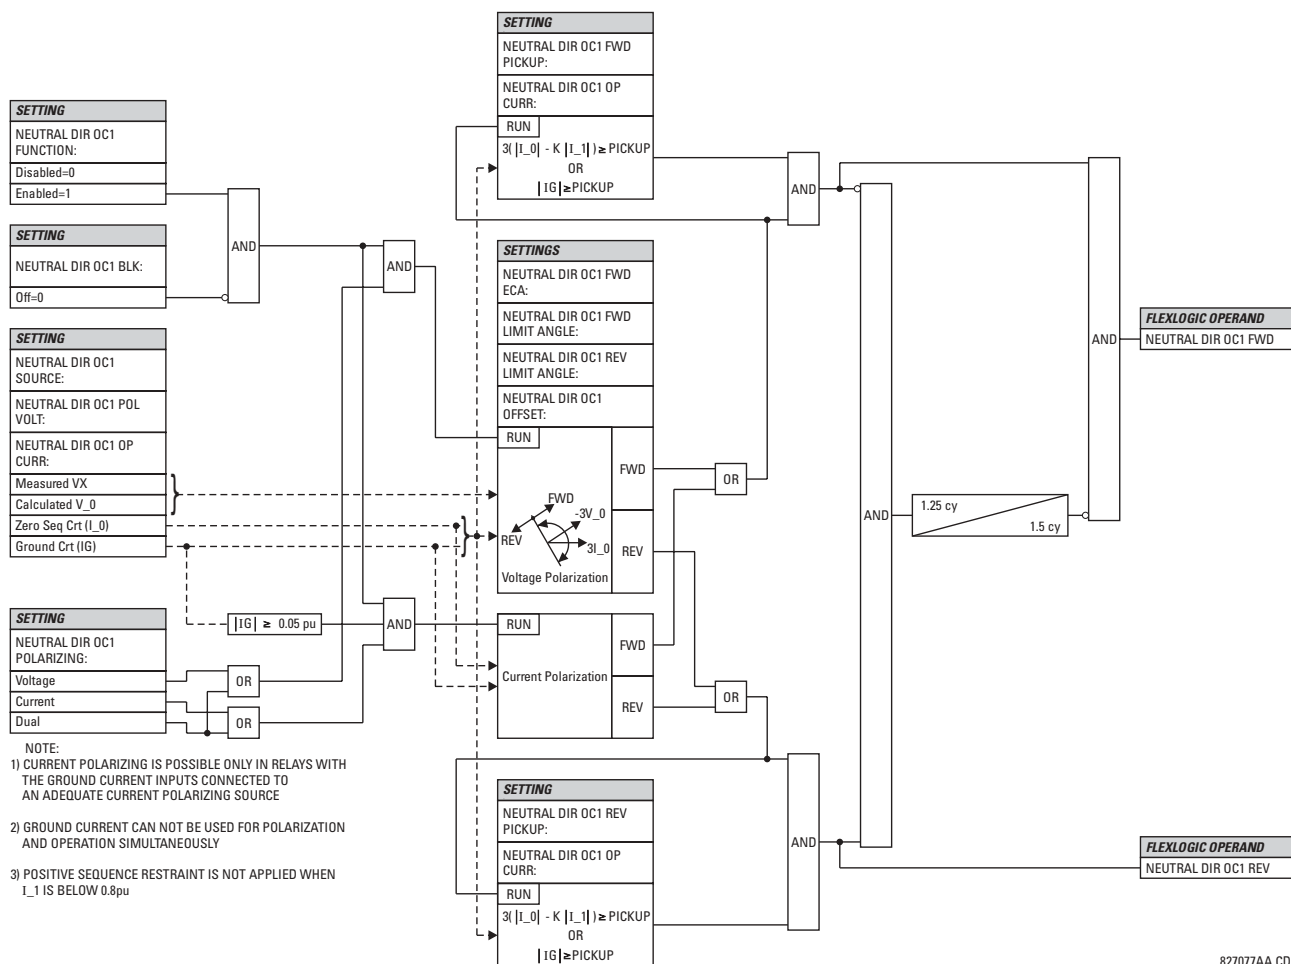 SETTING
NEUTRAL DIR OC1
FUNCTION:
Disabled=0
Enabled=1
SETTING
NEUTRAL DIR OC1 BLK:
Off=0
AND
AND
SETTING
NEUTRAL DIR OC1
SOURCE:
NEUTRAL DIR OC1 POL
VOLT:
NEUTRAL DIR OC1 OP
CURR:
Measured VX
Calculated V_0
Zero Seq Crt (I_0)
Ground Crt (IG)
SETTING
NEUTRAL DIR OC1
POLARIZING:
Voltage
Current
Dual
|IG| ≥ 0.05 pu
AND
OR
OR
NOTE:
1) CURRENT POLARIZING IS POSSIBLE ONLY IN RELAYS WITH
THE GROUND CURRENT INPUTS CONNECTED TO
AN ADEQUATE CURRENT POLARIZING SOURCE
2) GROUND CURRENT CAN NOT BE USED FOR POLARIZATION
AND OPERATION SIMULTANEOUSLY
3) POSITIVE SEQUENCE RESTRAINT IS NOT APPLIED WHEN
I_1 IS BELOW 0.8pu
SETTING
NEUTRAL DIR OC1 FWD
PICKUP:
NEUTRAL DIR OC1 OP
CURR:
RUN
3( |I_0| - K |I_1| ) ≥ PICKUP
OR
|IG| ≥ PICKUP
SETTINGS
NEUTRAL DIR OC1 FWD
ECA:
NEUTRAL DIR OC1 FWD
LIMIT ANGLE:
NEUTRAL DIR OC1 REV
LIMIT ANGLE:
NEUTRAL DIR OC1
OFFSET:
RUN
FWD
FWD
-3V_0
REV
3I_0
REV
Voltage Polarization
RUN
FWD
Current Polarization
REV
SETTING
NEUTRAL DIR OC1 REV
PICKUP:
NEUTRAL DIR OC1 OP
CURR:
RUN
3( |I_0| - K |I_1| ) ≥ PICKUP
OR
|IG| ≥ PICKUP
OR
OR
AND
AND
AND
1.25 cy
1.5 cy
AND
FLEXLOGIC OPERAND
NEUTRAL DIR OC1 FWD
FLEXLOGIC OPERAND
NEUTRAL DIR OC1 REV
827077AA.CD